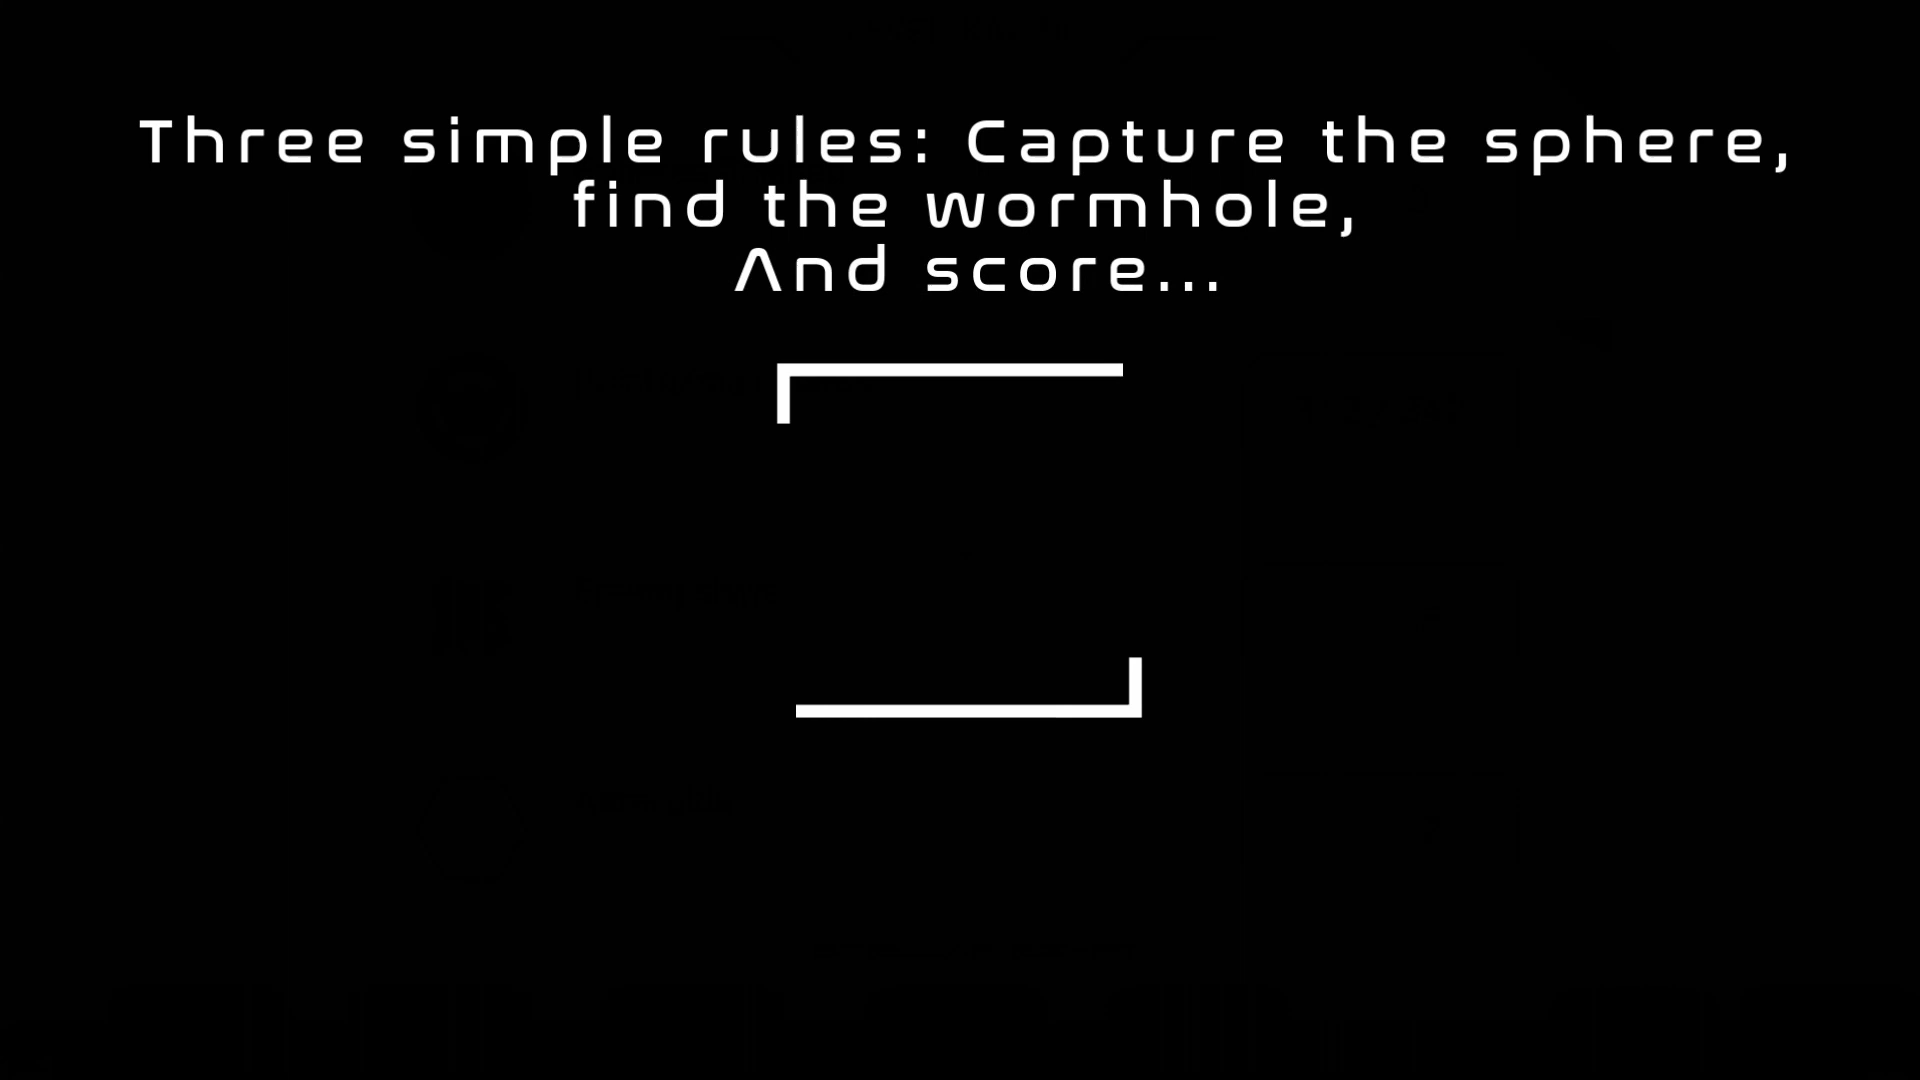 Three simple rules: Capture the sphere,
find the wormhole,
And score...